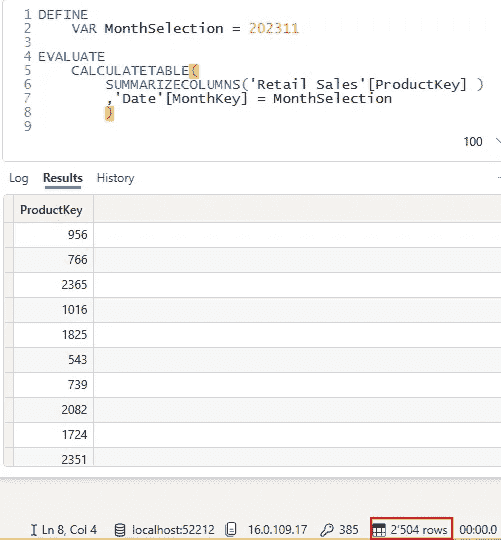 1 DEFINE
2 VAR MonthSelection = 202311
3
4 EVALUATE
5 CALCULATETABLE(
6 SUMMARIZECOLUMNS('Retail Sales'[ProductKey] )
7 ,'Date'[MonthKey] = MonthSelection
8 )
9
100
Log Results History
ProductKey
956
766
2365
1016
1825
543
739
2082
1724
2351
Ln 8, Col 4 localhost:52212 16.0.109.17 385 2'504 rows 00:00.0